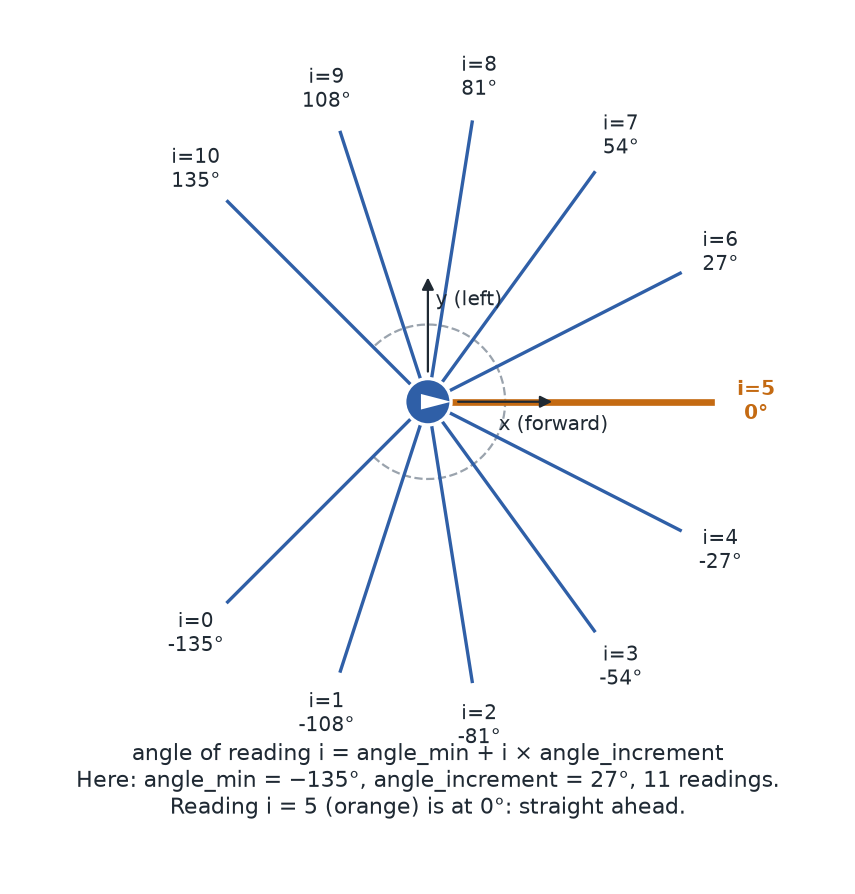 i=8
81°
i=9
108°
i=7
54°
i=10
135°
i=6
27°
y (left)
i=5
0°
x (forward)
i=4
-27°
i=0
-135°
i=3
-54°
i=1
-108°
i=2
-81°
angle of reading i = angle_min + i × angle_increment
Here: angle_min = −135°, angle_increment = 27°, 11 readings.
Reading i = 5 (orange) is at 0°: straight ahead.